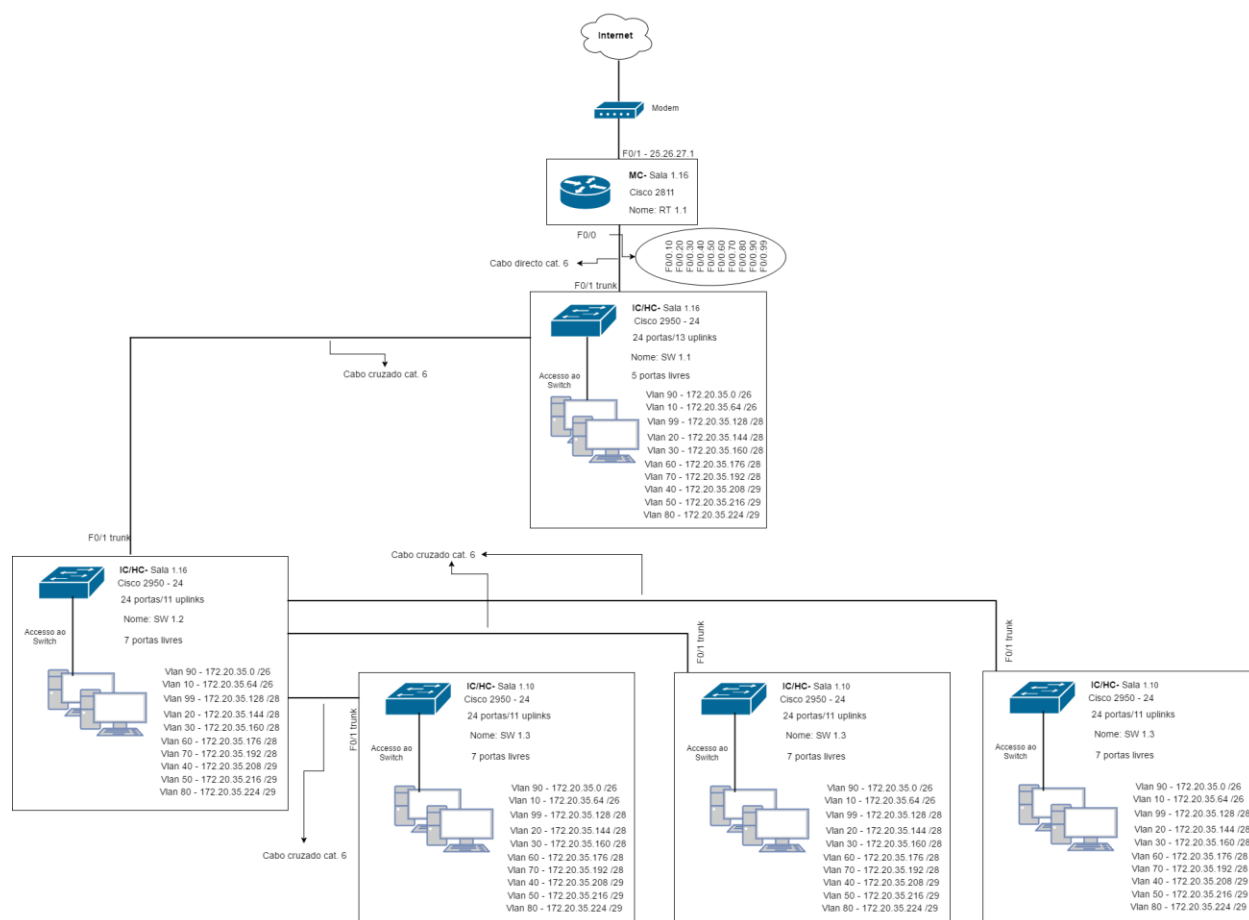 Internet
Modem
F0/1 - 25.26.27.1
MC- Sala 1.16
Cisco 2811
Nome: RT 1.1
F0/0
F0/0.10
F0/0.20
F0/0.30
F0/0.40
F0/0.50
F0/0.60
F0/0.70
F0/0.80
F0/0.90
F0/0.99
Cabo directo cat. 6
F0/1 trunk
IC/HC- Sala 1.16
Cisco 2950 - 24
24 portas/13 uplinks
Nome: SW 1.1
5 portas livres
Accesso ao
Switch
Vlan 90 - 172.20.35.0 /26
Vlan 10 - 172.20.35.64 /26
Vlan 99 - 172.20.35.128 /28
Vlan 20 - 172.20.35.144 /28
Vlan 30 - 172.20.35.160 /28
Vlan 60 - 172.20.35.176 /28
Vlan 70 - 172.20.35.192 /28
Vlan 40 - 172.20.35.208 /29
Vlan 50 - 172.20.35.216 /29
Vlan 80 - 172.20.35.224 /29
Cabo cruzado cat. 6
F0/1 trunk
IC/HC- Sala 1.16
Cisco 2950 - 24
24 portas/11 uplinks
Nome: SW 1.2
7 portas livres
Accesso ao
Switch
Vlan 90 - 172.20.35.0 /26
Vlan 10 - 172.20.35.64 /26
Vlan 99 - 172.20.35.128 /28
Vlan 20 - 172.20.35.144 /28
Vlan 30 - 172.20.35.160 /28
Vlan 60 - 172.20.35.176 /28
Vlan 70 - 172.20.35.192 /28
Vlan 40 - 172.20.35.208 /29
Vlan 50 - 172.20.35.216 /29
Vlan 80 - 172.20.35.224 /29
Cabo cruzado cat. 6
Cabo cruzado cat. 6
F0/1 trunk
IC/HC- Sala 1.10
Cisco 2950 - 24
24 portas/11 uplinks
Nome: SW 1.3
7 portas livres
Accesso ao
Switch
Vlan 90 - 172.20.35.0 /26
Vlan 10 - 172.20.35.64 /26
Vlan 99 - 172.20.35.128 /28
Vlan 20 - 172.20.35.144 /28
Vlan 30 - 172.20.35.160 /28
Vlan 60 - 172.20.35.176 /28
Vlan 70 - 172.20.35.192 /28
Vlan 40 - 172.20.35.208 /29
Vlan 50 - 172.20.35.216 /29
Vlan 80 - 172.20.35.224 /29
F0/1 trunk
IC/HC- Sala 1.10
Cisco 2950 - 24
24 portas/11 uplinks
Nome: SW 1.3
7 portas livres
Accesso ao
Switch
Vlan 90 - 172.20.35.0 /26
Vlan 10 - 172.20.35.64 /26
Vlan 99 - 172.20.35.128 /28
Vlan 20 - 172.20.35.144 /28
Vlan 30 - 172.20.35.160 /28
Vlan 60 - 172.20.35.176 /28
Vlan 70 - 172.20.35.192 /28
Vlan 40 - 172.20.35.208 /29
Vlan 50 - 172.20.35.216 /29
Vlan 80 - 172.20.35.224 /29
F0/1 trunk
IC/HC- Sala 1.10
Cisco 2950 - 24
24 portas/11 uplinks
Nome: SW 1.3
7 portas livres
Accesso ao
Switch
Vlan 90 - 172.20.35.0 /26
Vlan 10 - 172.20.35.64 /26
Vlan 99 - 172.20.35.128 /28
Vlan 20 - 172.20.35.144 /28
Vlan 30 - 172.20.35.160 /28
Vlan 60 - 172.20.35.176 /28
Vlan 70 - 172.20.35.192 /28
Vlan 40 - 172.20.35.208 /29
Vlan 50 - 172.20.35.216 /29
Vlan 80 - 172.20.35.224 /29